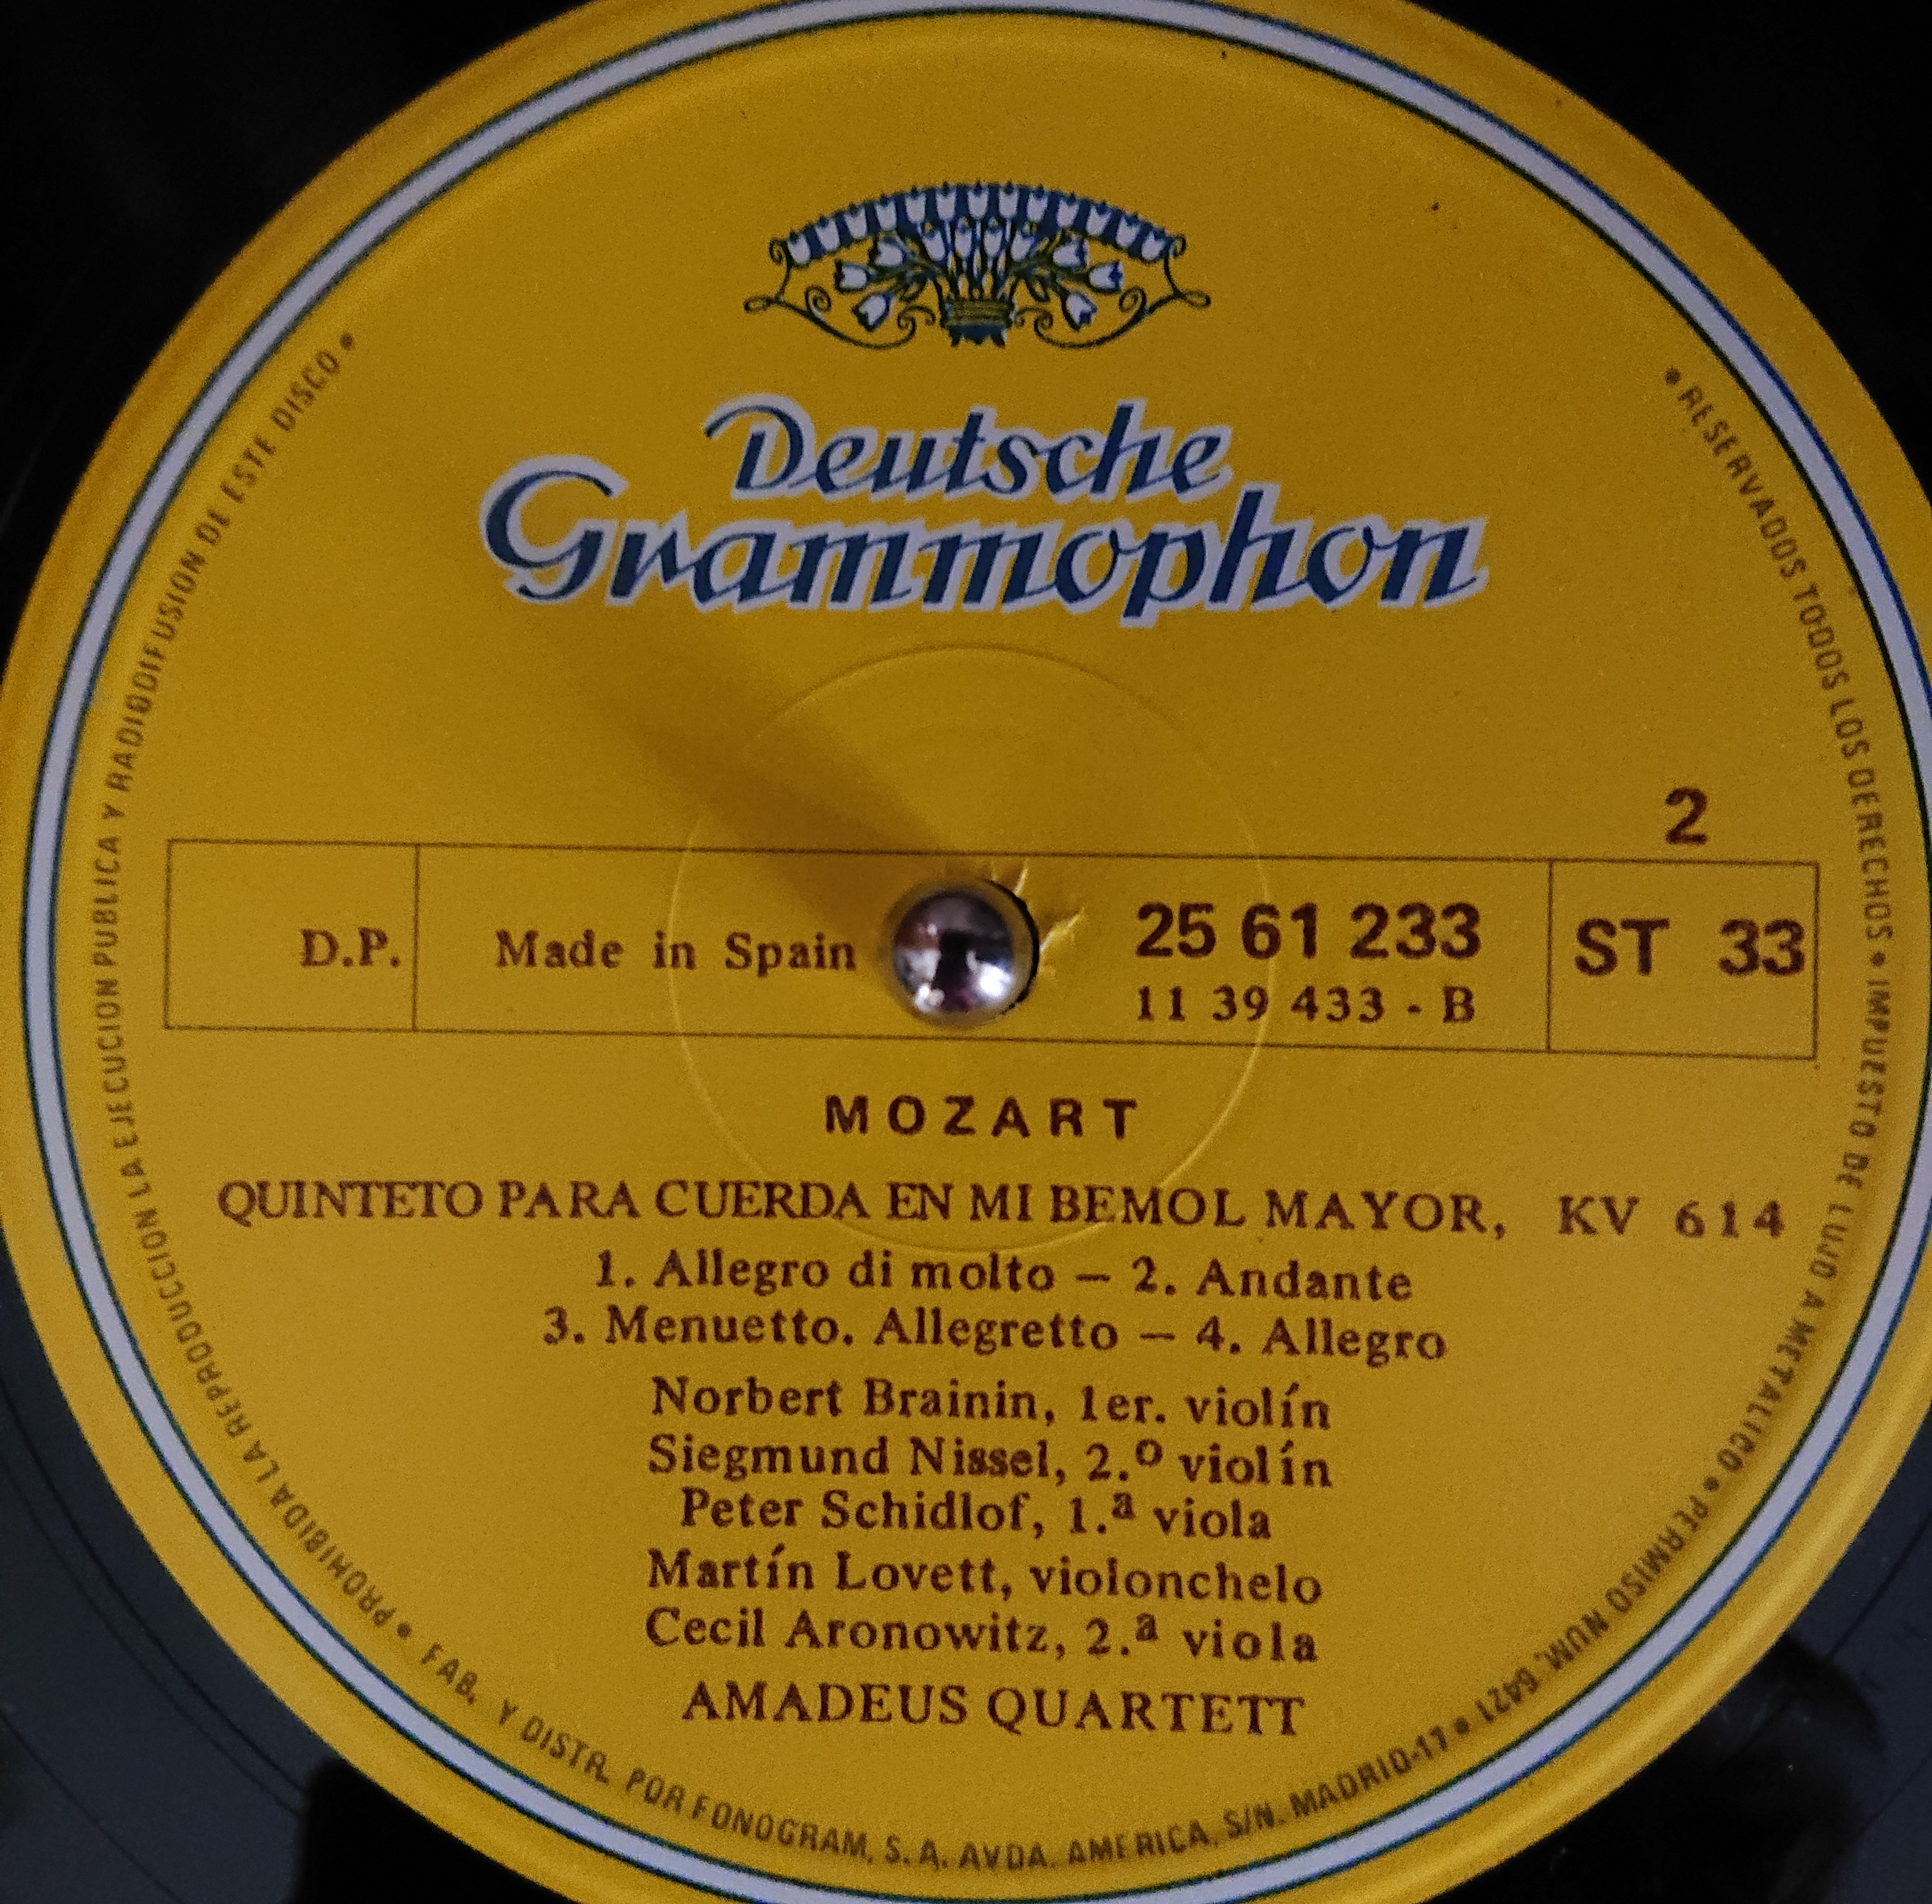 Deutsche
Grammophon
2
D.P. Made in Spain 25 61 233 ST 33
11 39 433 - B
MOZART
QUINTETO PARA CUERDA EN MI BEMOL MAYOR, KV 614
1. Allegro di molto — 2. Andante
3. Menuetto. Allegretto — 4. Allegro
Norbert Brainin, 1er. violín
Siegmund Nissel, 2.º violín
Peter Schidlof, 1.ª viola
Martín Lovett, violonchelo
Cecil Aronowitz, 2.ª viola
AMADEUS QUARTETT
• RESERVADOS TODOS LOS DERECHOS • IMPUESTO DE LUJO A METALICO • PERMISO NUM. 6421 • MADRID-17 S/N. AVDA. AMERICA, FAB. Y DISTR. POR FONOGRAM, S. A. • PROHIBIDA LA REPRODUCCION LA EJECUCION PUBLICA Y RADIODIFUSION DE ESTE DISCO •